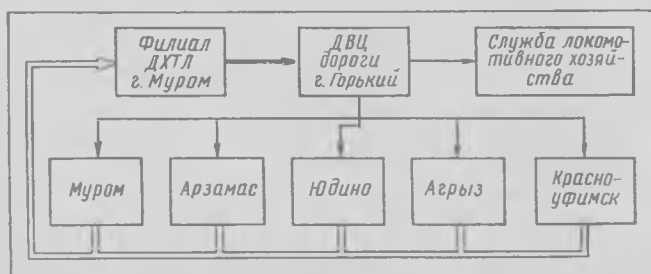 Филиал
ДХТЛ
г. Муром
ДВЦ
дороги
г. Горький
Служба локомо-
тивного хозяй-
ства
Муром
Арзамас
Юдино
Агрыз
Красно-
уфимск